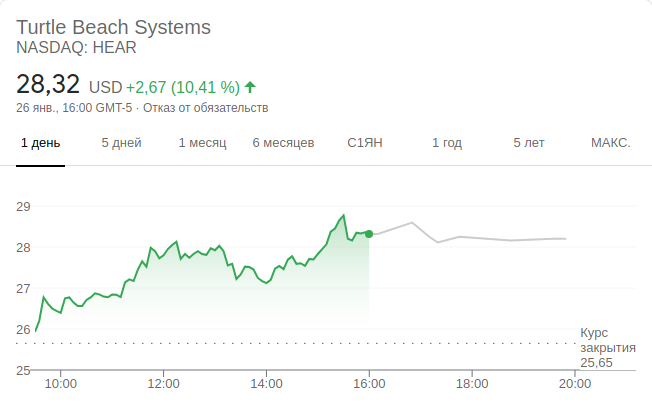 Turtle Beach Systems
NASDAQ: HEAR
28,32 USD +2,67 (10,41 %)
26 янв., 16:00 GMT-5 · Отказ от обязательств
1 день 5 дней 1 месяц 6 месяцев С1ЯН 1 год 5 лет МАКС.
29
28
27
26
Курс
закрытия
25,65
25
10:00 12:00 14:00 16:00 18:00 20:00